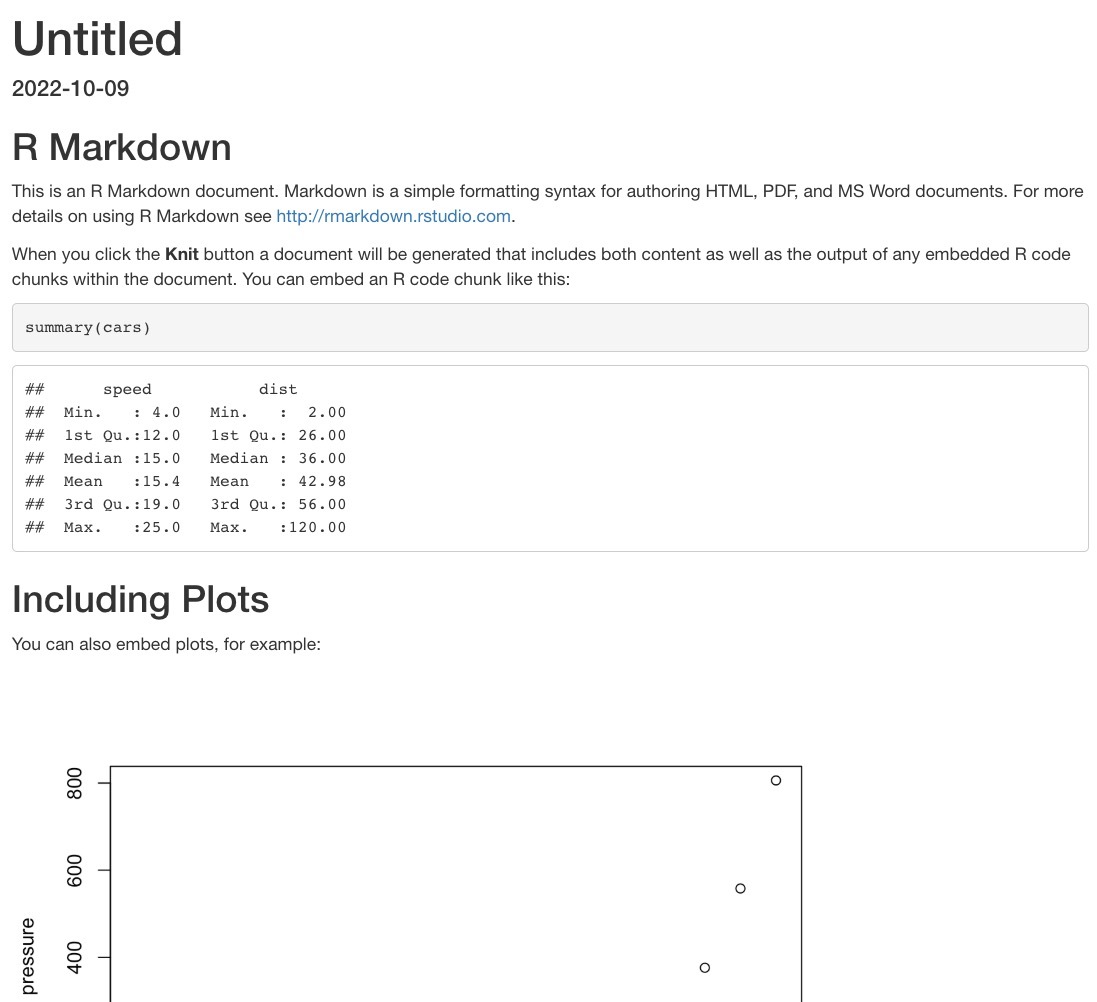 Untitled
2022-10-09
R Markdown
This is an R Markdown document. Markdown is a simple formatting syntax for authoring HTML, PDF, and MS Word documents. For more
details on using R Markdown see http://rmarkdown.rstudio.com.
When you click the Knit button a document will be generated that includes both content as well as the output of any embedded R code
chunks within the document. You can embed an R code chunk like this:
summary(cars)
##      speed           dist
##  Min.   : 4.0   Min.   :  2.00
##  1st Qu.:12.0   1st Qu.: 26.00
##  Median :15.0   Median : 36.00
##  Mean   :15.4   Mean   : 42.98
##  3rd Qu.:19.0   3rd Qu.: 56.00
##  Max.   :25.0   Max.   :120.00
Including Plots
You can also embed plots, for example:
800
600
400
pressure